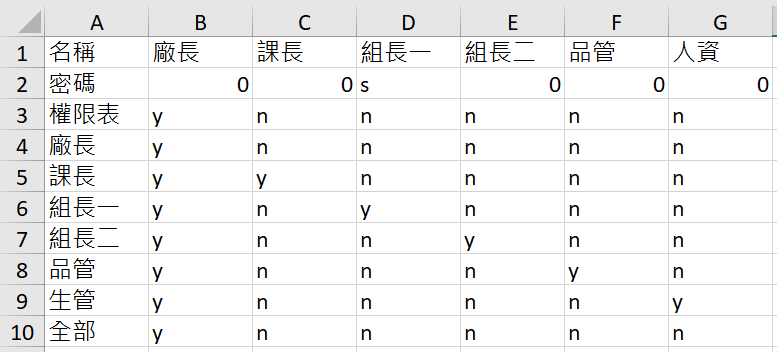 A B C D E F G
1 名稱 廠長 課長 組長一 組長二 品管 人資
2 密碼 0 0 s 0 0 0
3 權限表 y n n n n n
4 廠長 y n n n n n
5 課長 y y n n n n
6 組長一 y n y n n n
7 組長二 y n n y n n
8 品管 y n n n y n
9 生管 y n n n n y
10 全部 y n n n n n